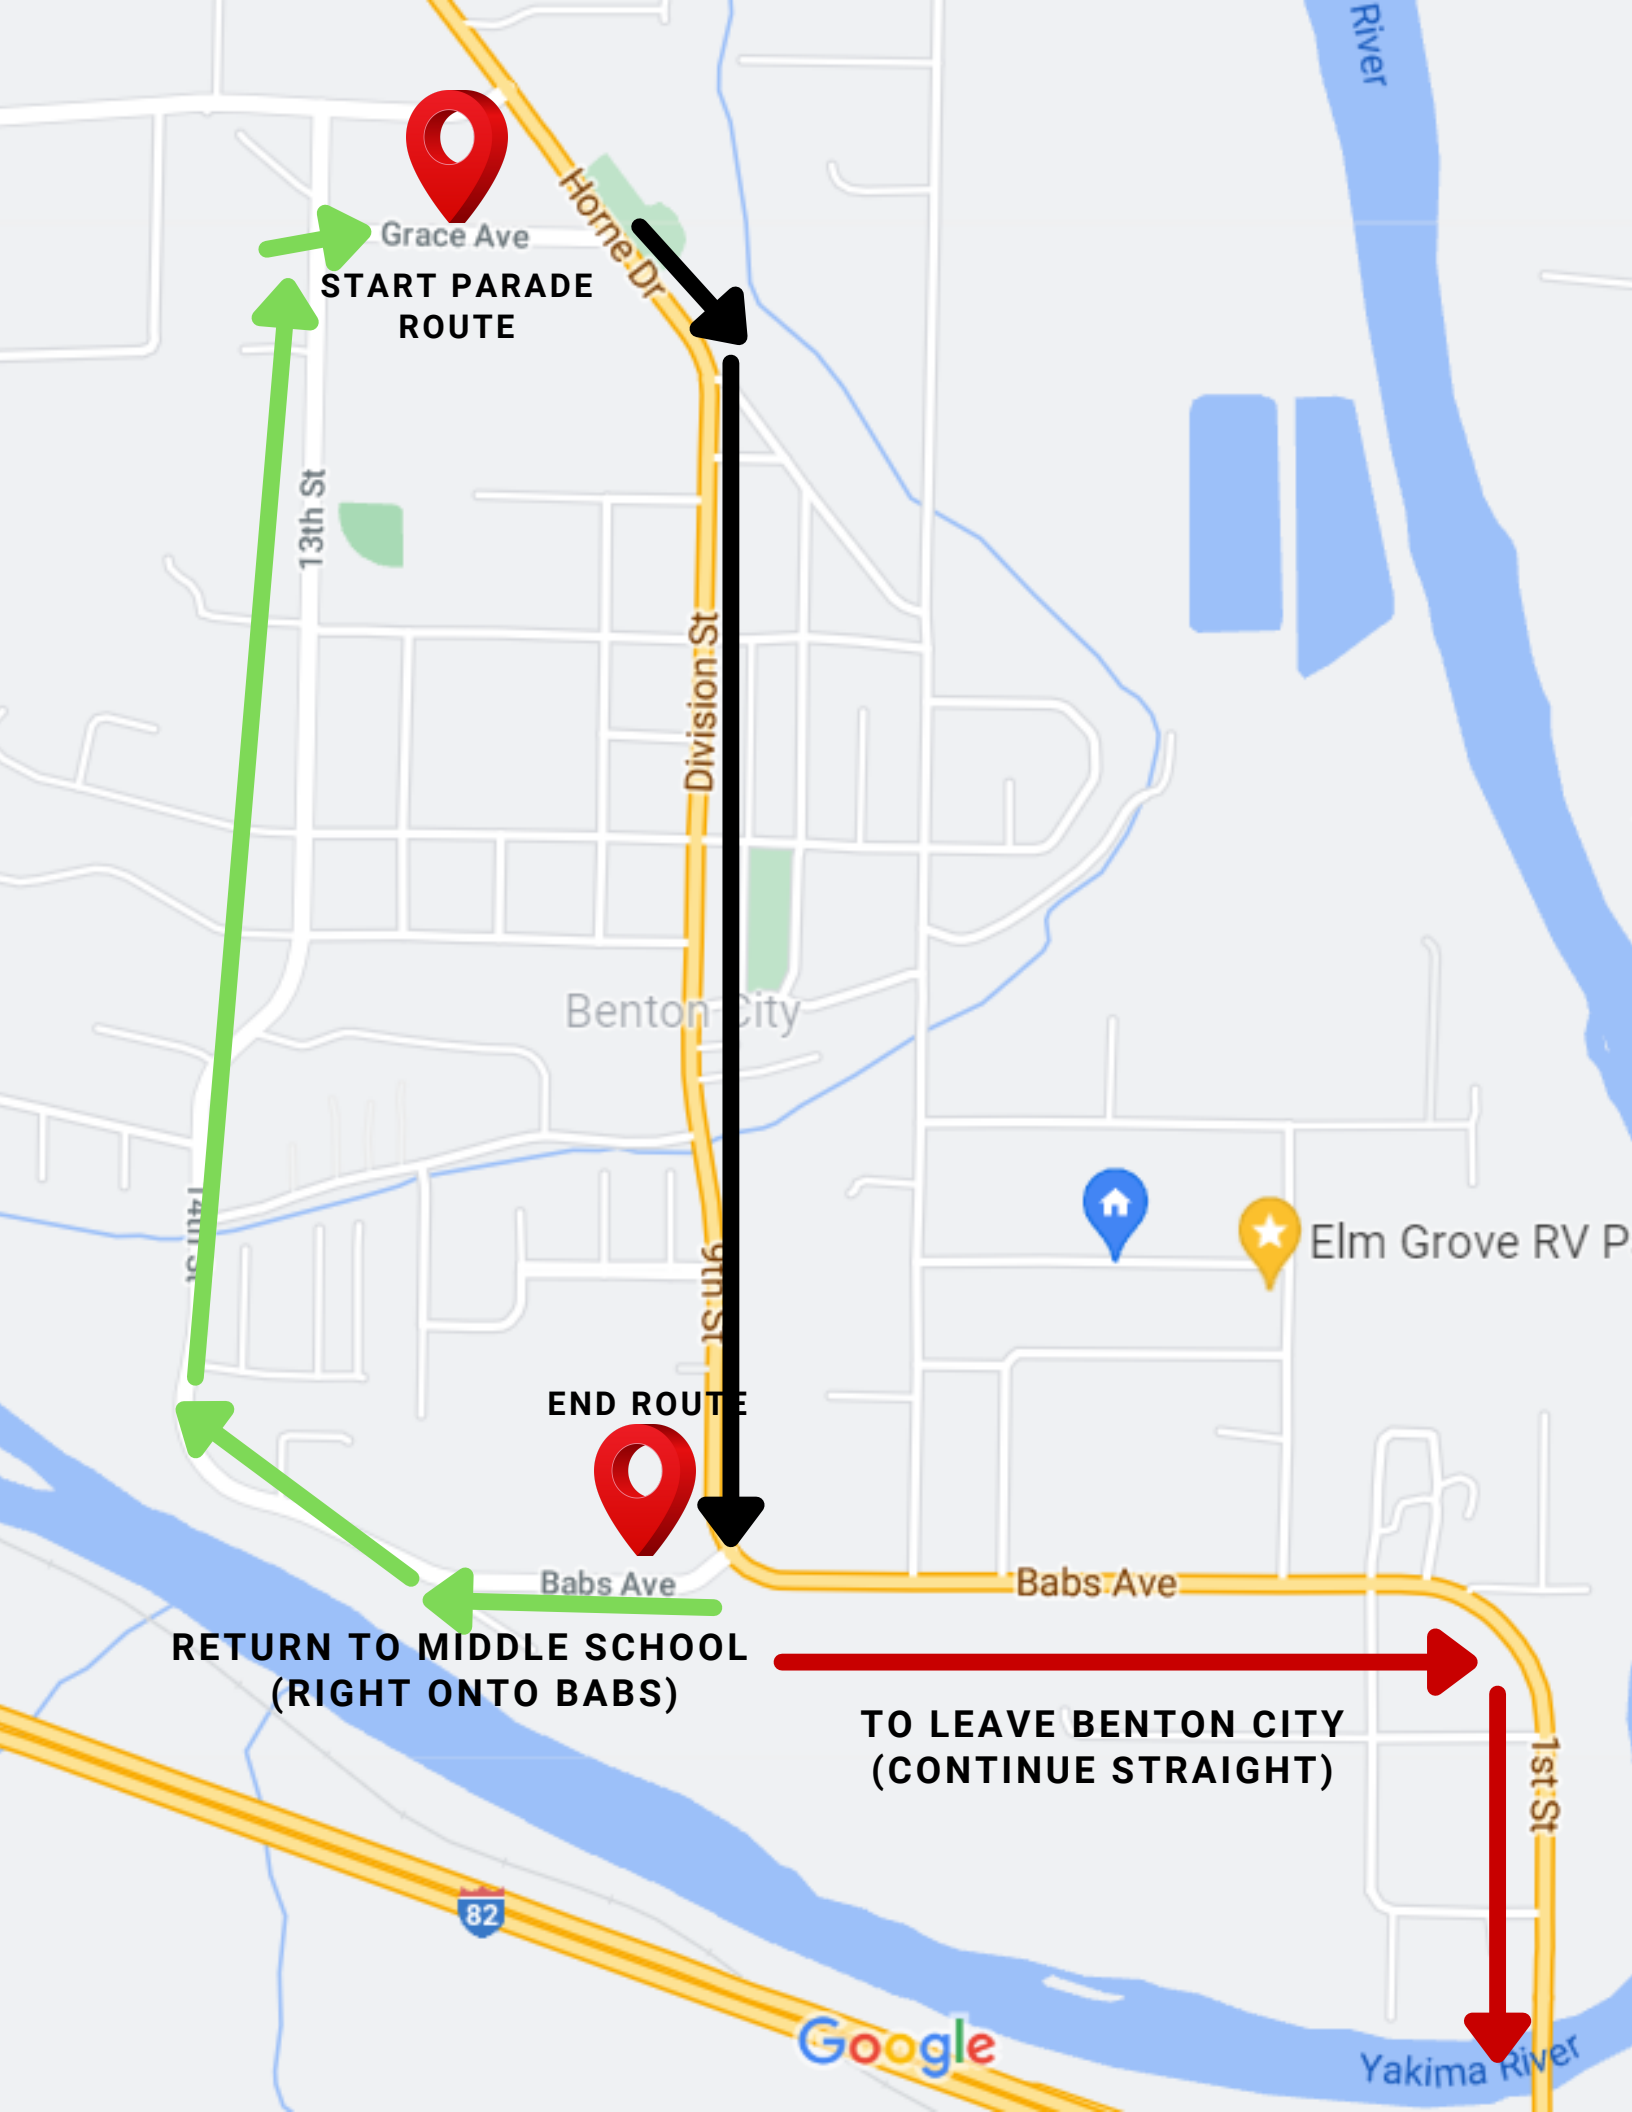 River
Horne Dr
Grace Ave
START PARADE
ROUTE
13th St
Division St
Benton City
14th St
9th St
Elm Grove RV P
END ROUTE
Babs Ave
Babs Ave
RETURN TO MIDDLE SCHOOL
(RIGHT ONTO BABS)
TO LEAVE BENTON CITY
(CONTINUE STRAIGHT)
1st St
82
Google
Yakima River